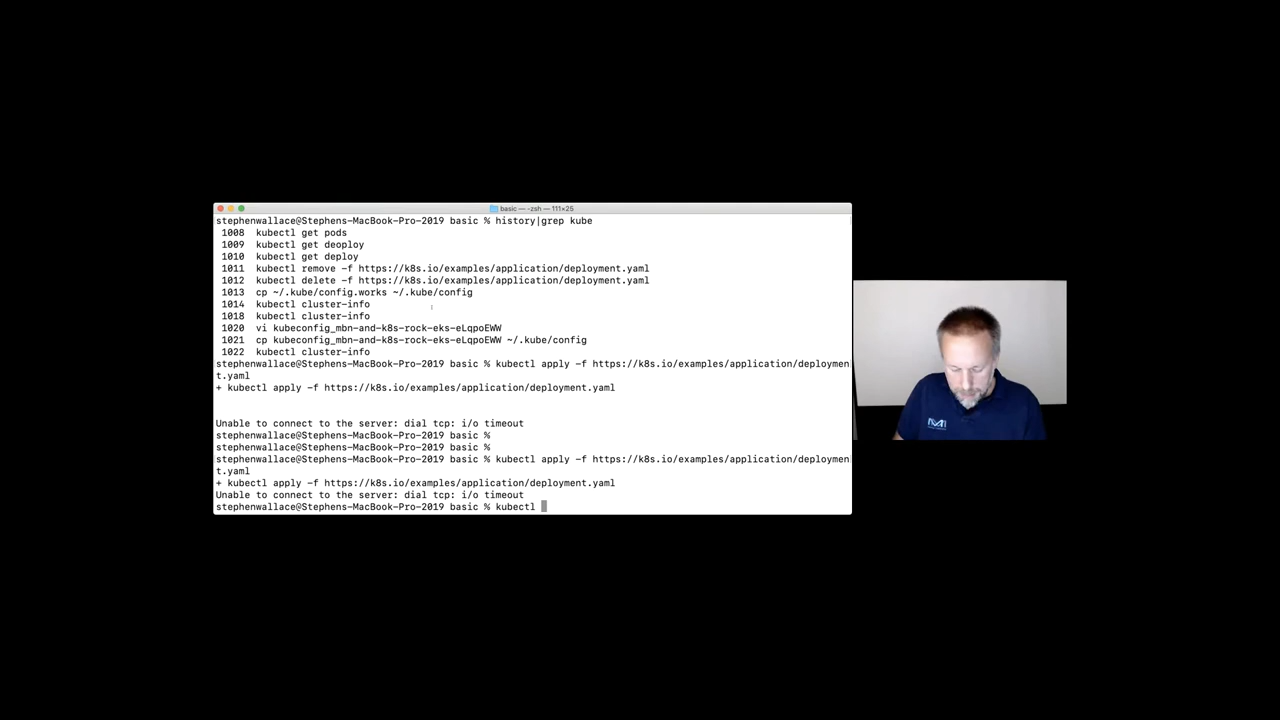 basic — -zsh — 111×25
stephenwallace@Stephens-MacBook-Pro-2019 basic % history|grep kube
1008 kubectl get pods
1009 kubectl get deoploy
1010 kubectl get deploy
1011 kubectl remove -f https://k8s.io/examples/application/deployment.yaml
1012 kubectl delete -f https://k8s.io/examples/application/deployment.yaml
1013 cp ~/.kube/config.works ~/.kube/config
1014 kubectl cluster-info
1018 kubectl cluster-info
1020 vi kubeconfig_mbn-and-k8s-rock-eks-eLqpoEWW
1021 cp kubeconfig_mbn-and-k8s-rock-eks-eLqpoEWW ~/.kube/config
1022 kubectl cluster-info
stephenwallace@Stephens-MacBook-Pro-2019 basic % kubectl apply -f https://k8s.io/examples/application/deploymen
t.yaml
+ kubectl apply -f https://k8s.io/examples/application/deployment.yaml
Unable to connect to the server: dial tcp: i/o timeout
stephenwallace@Stephens-MacBook-Pro-2019 basic %
stephenwallace@Stephens-MacBook-Pro-2019 basic %
stephenwallace@Stephens-MacBook-Pro-2019 basic % kubectl apply -f https://k8s.io/examples/application/deploymen
t.yaml
+ kubectl apply -f https://k8s.io/examples/application/deployment.yaml
Unable to connect to the server: dial tcp: i/o timeout
stephenwallace@Stephens-MacBook-Pro-2019 basic % kubectl